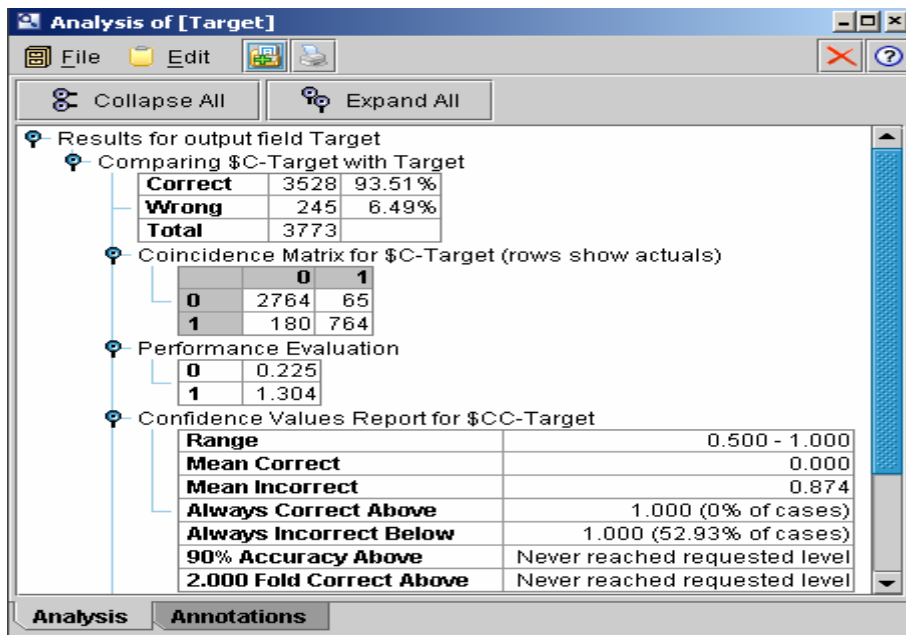 Analysis of [Target]
File Edit
Collapse All Expand All
Results for output field Target
Comparing $C-Target with Target
Correct 3528 93.51%
Wrong 245 6.49%
Total 3773
Coincidence Matrix for $C-Target (rows show actuals)
0 1
0 2764 65
1 180 764
Performance Evaluation
0 0.225
1 1.304
Confidence Values Report for $CC-Target
Range 0.500 - 1.000
Mean Correct 0.000
Mean Incorrect 0.874
Always Correct Above 1.000 (0% of cases)
Always Incorrect Below 1.000 (52.93% of cases)
90% Accuracy Above Never reached requested level
2.000 Fold Correct Above Never reached requested level
Analysis Annotations